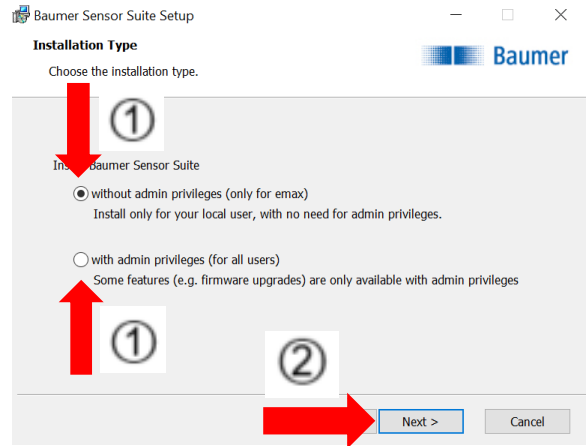 Baumer Sensor Suite Setup
Installation Type
Baumer
Choose the installation type.
①
Baumer Sensor Suite
without admin privileges (only for emax)
Install only for your local user, with no need for admin privileges.
with admin privileges (for all users)
Some features (e.g. firmware upgrades) are only available with admin privileges
①
②
Next >
Cancel